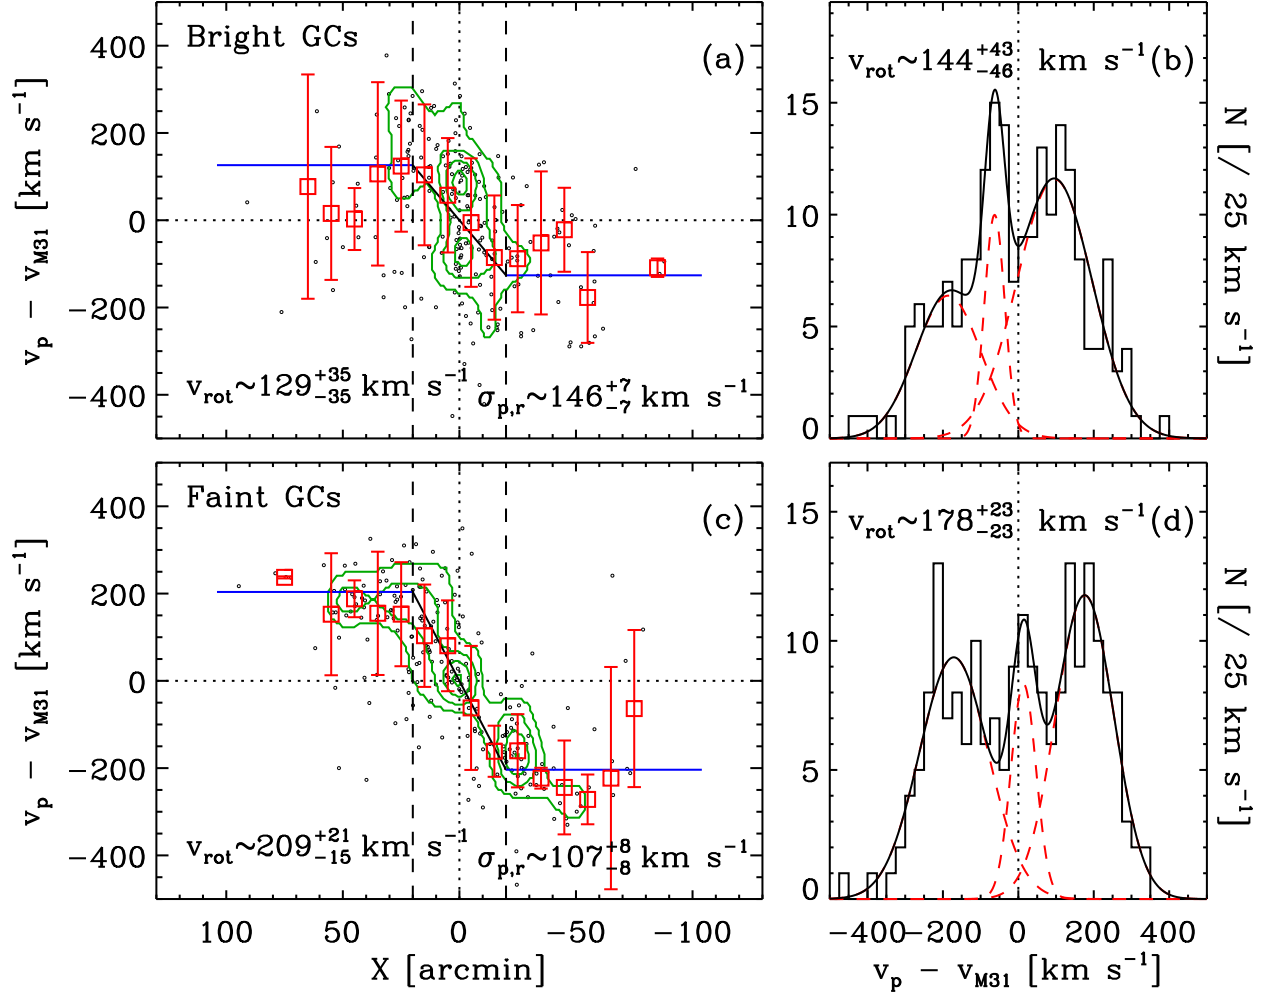 Bright GCs
(a)
400
200
0
−200
−400
v_p − v_M31 [km s^−1]
v_rot~129^+35_−35 km s^−1
σ_p,r~146^+7_−7 km s^−1
v_rot~144^+43_−46 km s^−1
(b)
15
10
5
0
N [/ 25 km s^−1]
Faint GCs
(c)
400
200
0
−200
−400
v_p − v_M31 [km s^−1]
v_rot~209^+21_−15 km s^−1
σ_p,r~107^+8_−8 km s^−1
100 50 0 −50 −100
X [arcmin]
v_rot~178^+23_−23 km s^−1
(d)
15
10
5
0
N [/ 25 km s^−1]
−400 −200 0 200 400
v_p − v_M31 [km s^−1]